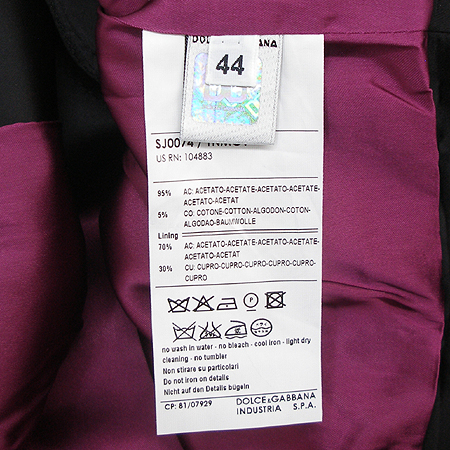 DOLCE & GABBANA
44
SJ0074 /
US RN: 104883
95% AC: ACETATO-ACETATE-ACETATO-ACETATE-
ACETATO-ACETAT
5% CO: COTONE-COTTON-ALGODON-COTON-
ALGODAO-BAUMWOLLE
Lining
70% AC: ACETATO-ACETATE-ACETATO-ACETATE-
ACETATO-ACETAT
30% CU: CUPRO-CUPRO-CUPRO-CUPRO-CUPRO-
CUPRO
no wash in water - no bleach - cool iron - light dry
cleaning - no tumbler
Non stirare su particolari
Do not iron on details
Nicht auf den Details bügeln
CP: 81/07929
DOLCE&GABBANA
INDUSTRIA S.P.A.